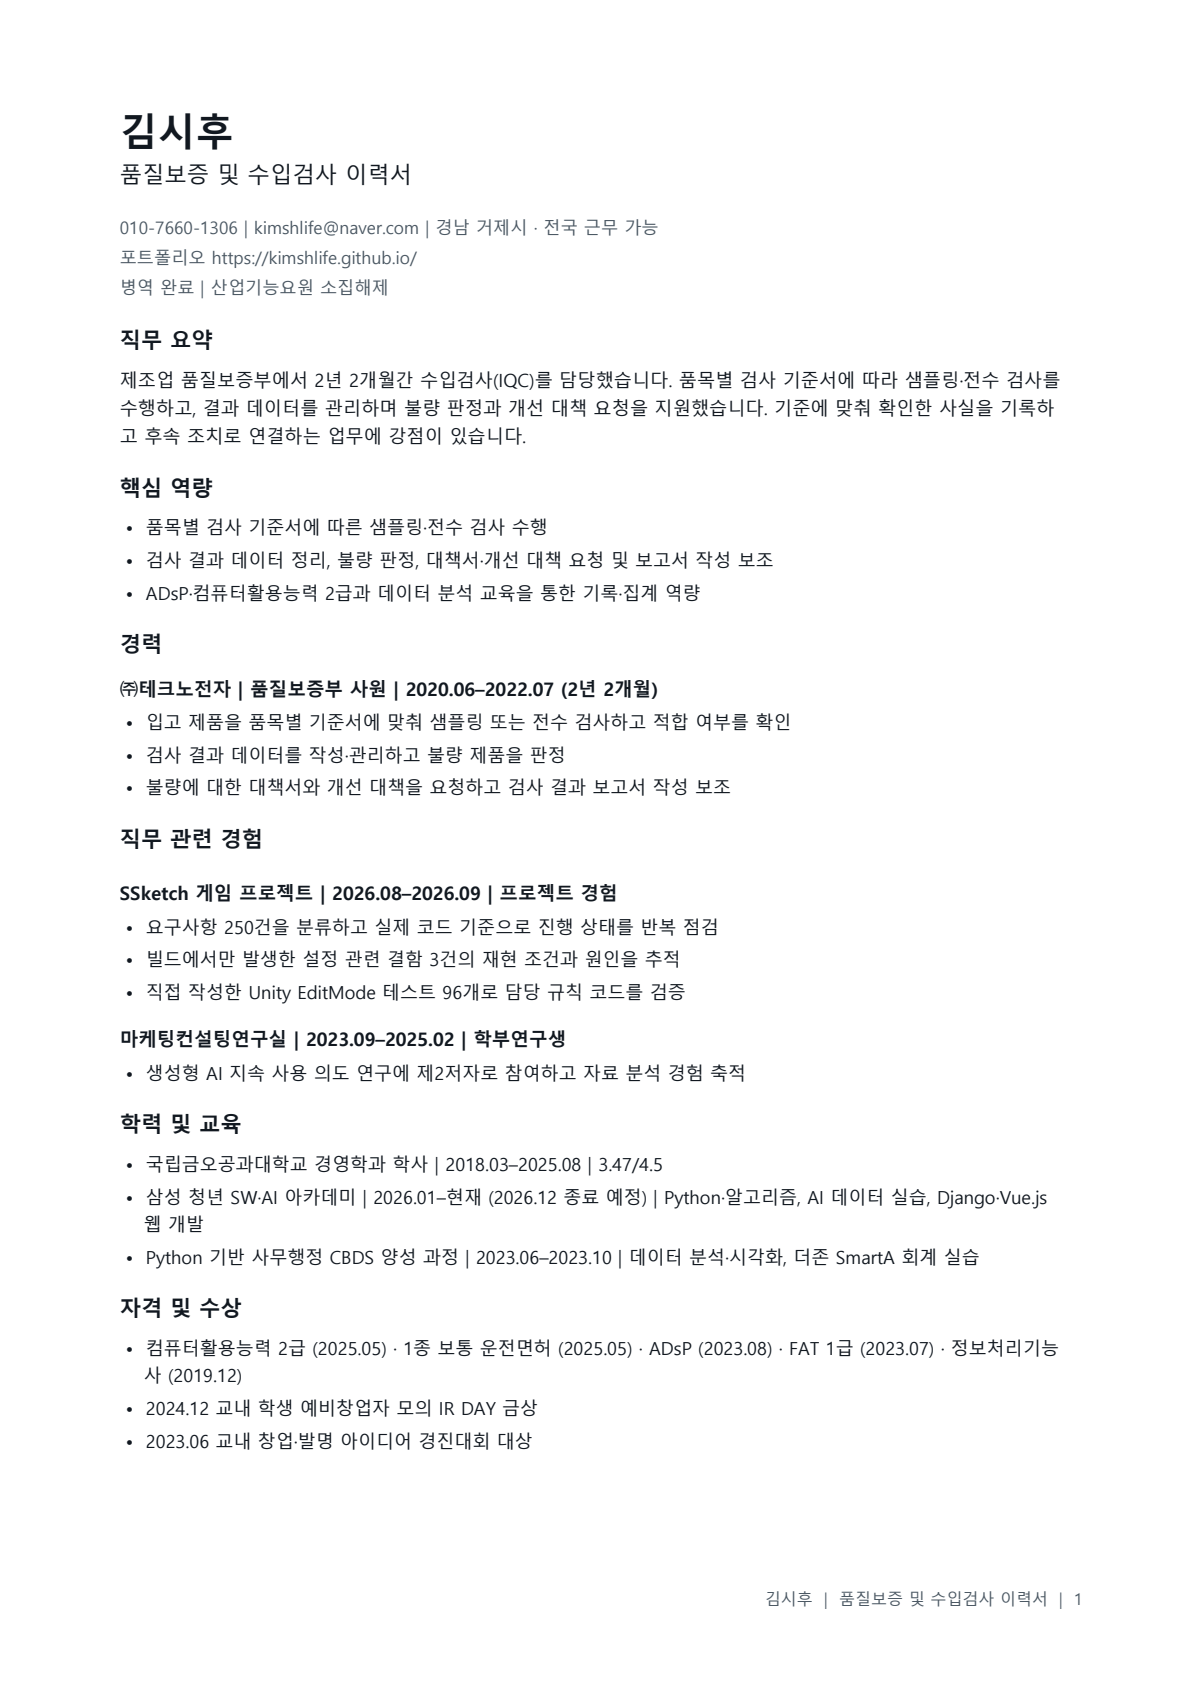 김시후
품질보증 및 수입검사 이력서
010-7660-1306 | kimshlife@naver.com | 경남 거제시 · 전국 근무 가능
포트폴리오 https://kimshlife.github.io/
병역 완료 | 산업기능요원 소집해제
직무 요약
제조업 품질보증부에서 2년 2개월간 수입검사(IQC)를 담당했습니다. 품목별 검사 기준서에 따라 샘플링·전수 검사를
수행하고, 결과 데이터를 관리하며 불량 판정과 개선 대책 요청을 지원했습니다. 기준에 맞춰 확인한 사실을 기록하
고 후속 조치로 연결하는 업무에 강점이 있습니다.
핵심 역량
• 품목별 검사 기준서에 따른 샘플링·전수 검사 수행
• 검사 결과 데이터 정리, 불량 판정, 대책서·개선 대책 요청 및 보고서 작성 보조
• ADsP·컴퓨터활용능력 2급과 데이터 분석 교육을 통한 기록·집계 역량
경력
㈜테크노전자 | 품질보증부 사원 | 2020.06–2022.07 (2년 2개월)
• 입고 제품을 품목별 기준서에 맞춰 샘플링 또는 전수 검사하고 적합 여부를 확인
• 검사 결과 데이터를 작성·관리하고 불량 제품을 판정
• 불량에 대한 대책서와 개선 대책을 요청하고 검사 결과 보고서 작성 보조
직무 관련 경험
SSketch 게임 프로젝트 | 2026.08–2026.09 | 프로젝트 경험
• 요구사항 250건을 분류하고 실제 코드 기준으로 진행 상태를 반복 점검
• 빌드에서만 발생한 설정 관련 결함 3건의 재현 조건과 원인을 추적
• 직접 작성한 Unity EditMode 테스트 96개로 담당 규칙 코드를 검증
마케팅컨설팅연구실 | 2023.09–2025.02 | 학부연구생
• 생성형 AI 지속 사용 의도 연구에 제2저자로 참여하고 자료 분석 경험 축적
학력 및 교육
• 국립금오공과대학교 경영학과 학사 | 2018.03–2025.08 | 3.47/4.5
• 삼성 청년 SW·AI 아카데미 | 2026.01–현재 (2026.12 종료 예정) | Python·알고리즘, AI 데이터 실습, Django·Vue.js
웹 개발
• Python 기반 사무행정 CBDS 양성 과정 | 2023.06–2023.10 | 데이터 분석·시각화, 더존 SmartA 회계 실습
자격 및 수상
• 컴퓨터활용능력 2급 (2025.05) · 1종 보통 운전면허 (2025.05) · ADsP (2023.08) · FAT 1급 (2023.07) · 정보처리기능
사 (2019.12)
• 2024.12 교내 학생 예비창업자 모의 IR DAY 금상
• 2023.06 교내 창업·발명 아이디어 경진대회 대상
김시후 | 품질보증 및 수입검사 이력서 | 1